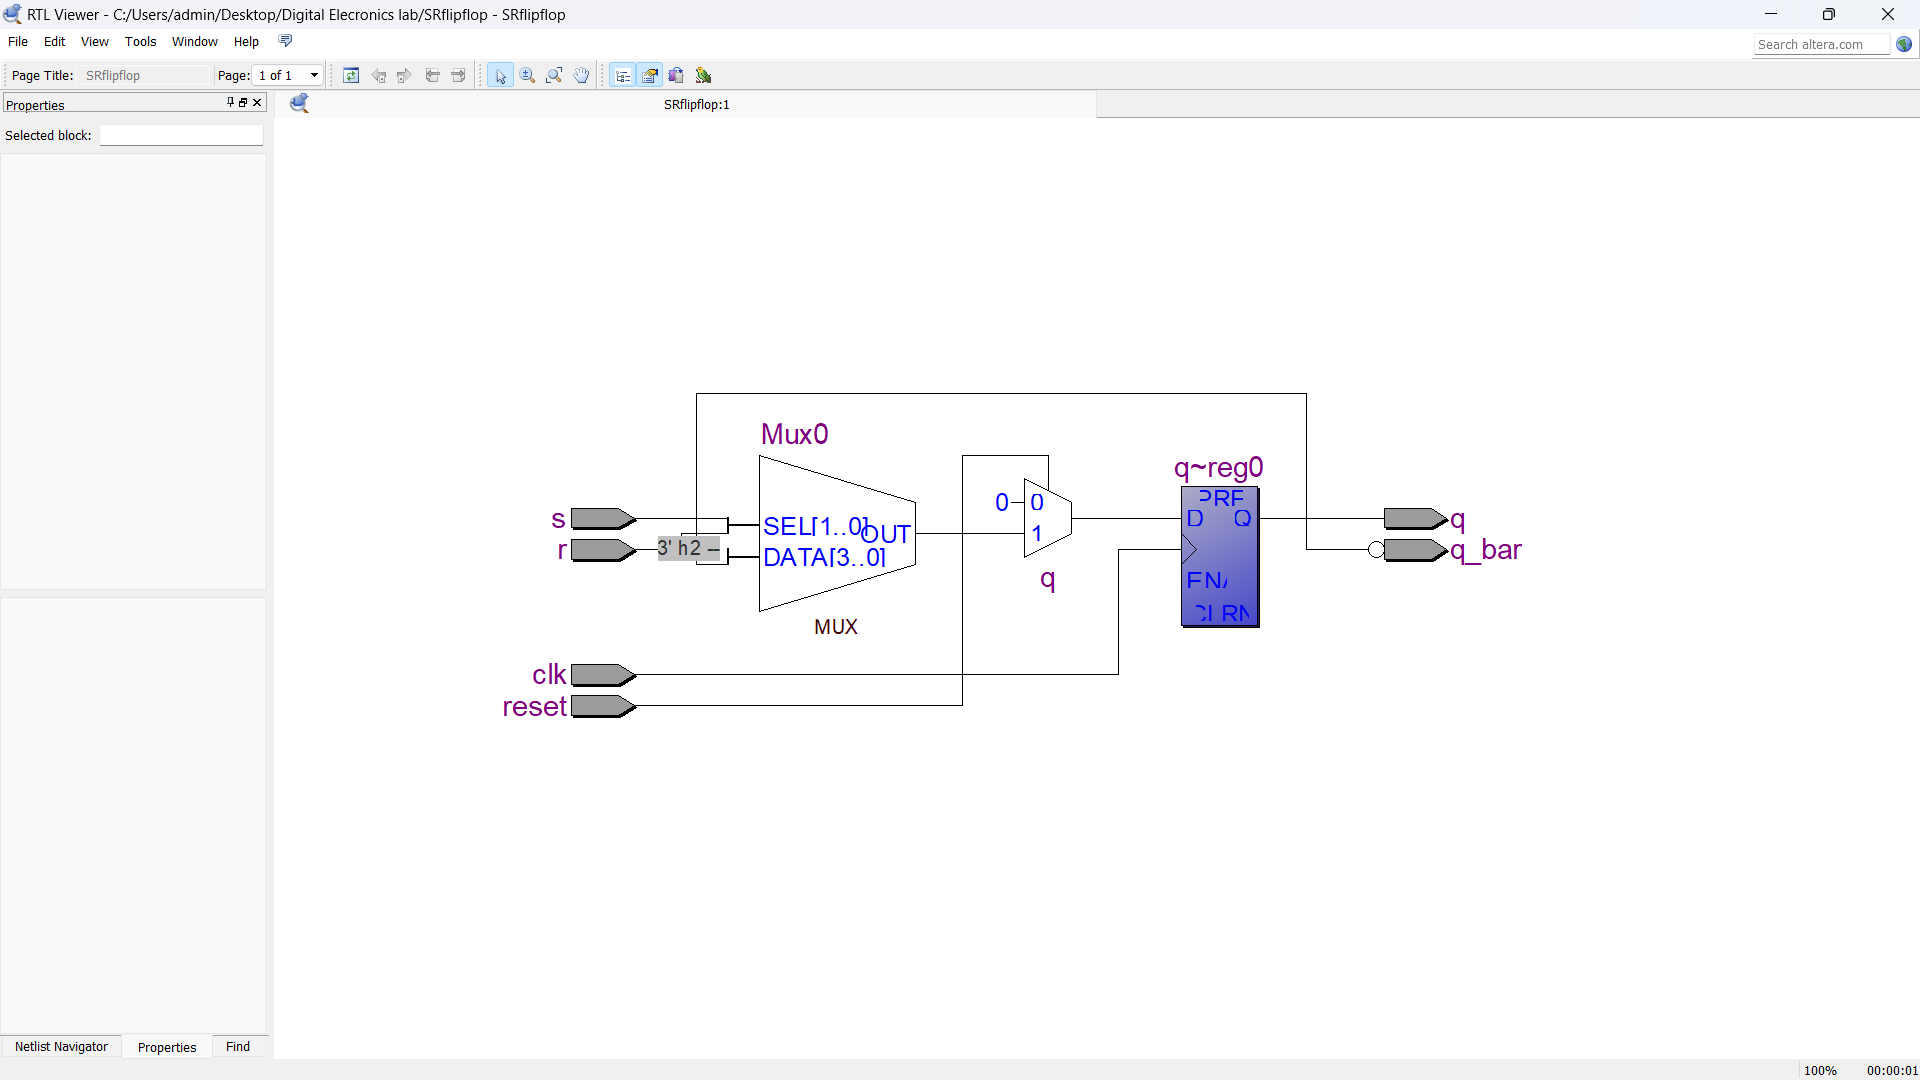 RTL Viewer - C:/Users/admin/Desktop/Digital Elecronics lab/SRflipflop - SRflipflop
File Edit View Tools Window Help
Search altera.com
Page Title: SRflipflop Page: 1 of 1
Properties
SRflipflop:1
Selected block:
Mux0
q~reg0
s
r
3' h2 --
SEL[1..0]
OUT
DATA[3..0]
MUX
0
0
1
q
D
Q
q
q_bar
clk
reset
Netlist Navigator Properties Find
100% 00:00:01